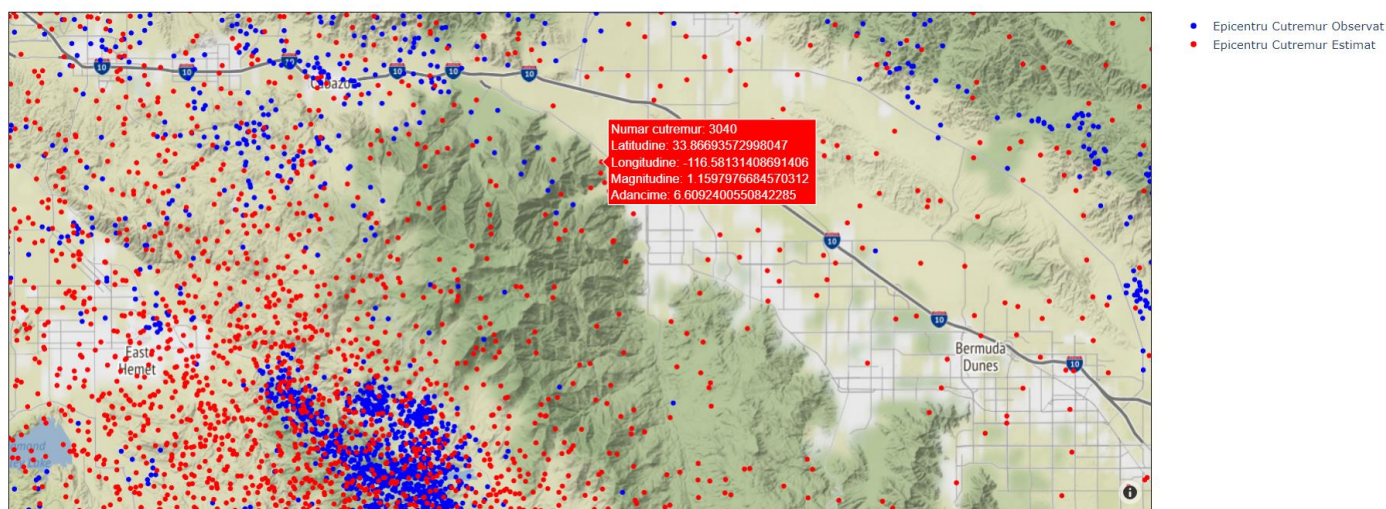 Epicentru Cutremur Observat
Epicentru Cutremur Estimat
10
10
10
10
10
10
Numar cutremur: 3040
Latitudine: 33.86693572998047
Longitudine: -116.58131408691406
Magnitudine: 1.1597976684570312
Adancime: 6.6092400550842285
10
10
Bermuda
Dunes
10
East
Hemet
Lake
i